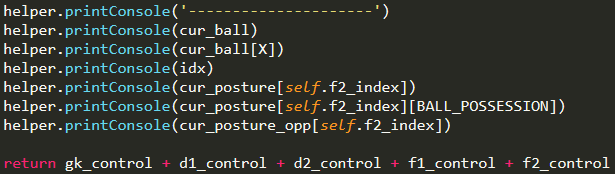 helper.printConsole('---------------------')
helper.printConsole(cur_ball)
helper.printConsole(cur_ball[X])
helper.printConsole(idx)
helper.printConsole(cur_posture[self.f2_index])
helper.printConsole(cur_posture[self.f2_index][BALL_POSSESSION])
helper.printConsole(cur_posture_opp[self.f2_index])
return gk_control + d1_control + d2_control + f1_control + f2_control